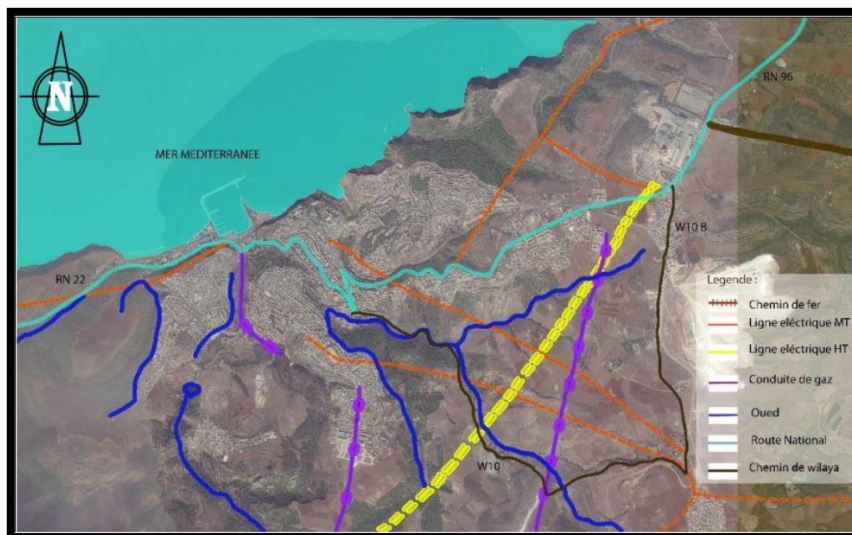 N
RN 96
MER MEDITERRANEE
W10 B
RN 22
W10
Legende :
Chemin de fer
Ligne eléctrique MT
Ligne eléctrique HT
Conduite de gaz
Oued
Route National
Chemin de wilaya